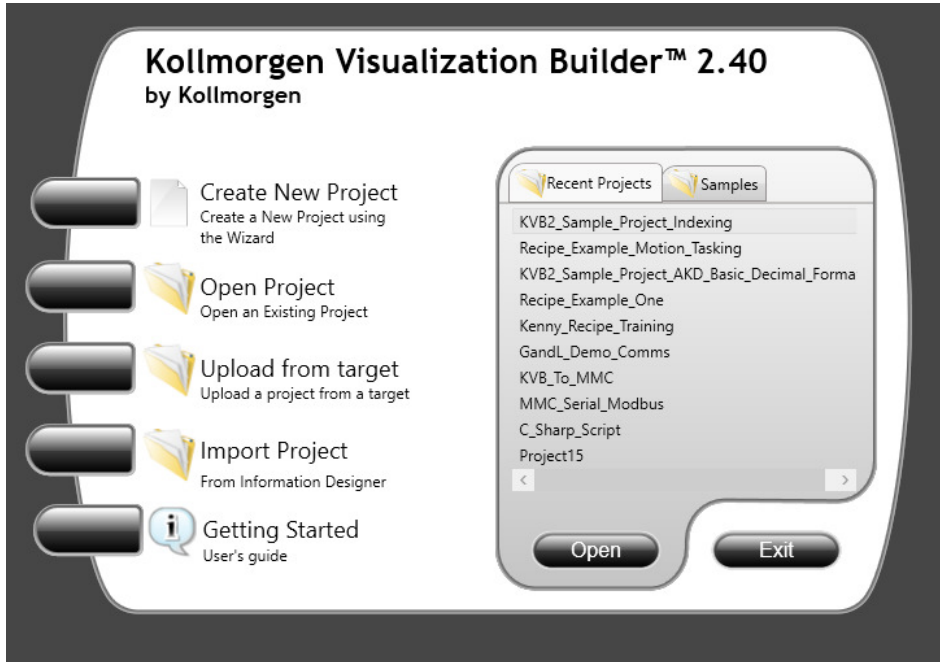 Kollmorgen Visualization Builder™ 2.40
by Kollmorgen
Create New Project
Create a New Project using
the Wizard
Open Project
Open an Existing Project
Upload from target
Upload a project from a target
Import Project
From Information Designer
Getting Started
User's guide
Recent Projects
Samples
KVB2_Sample_Project_Indexing
Recipe_Example_Motion_Tasking
KVB2_Sample_Project_AKD_Basic_Decimal_Forma
Recipe_Example_One
Kenny_Recipe_Training
GandL_Demo_Comms
KVB_To_MMC
MMC_Serial_Modbus
C_Sharp_Script
Project15
Open
Exit